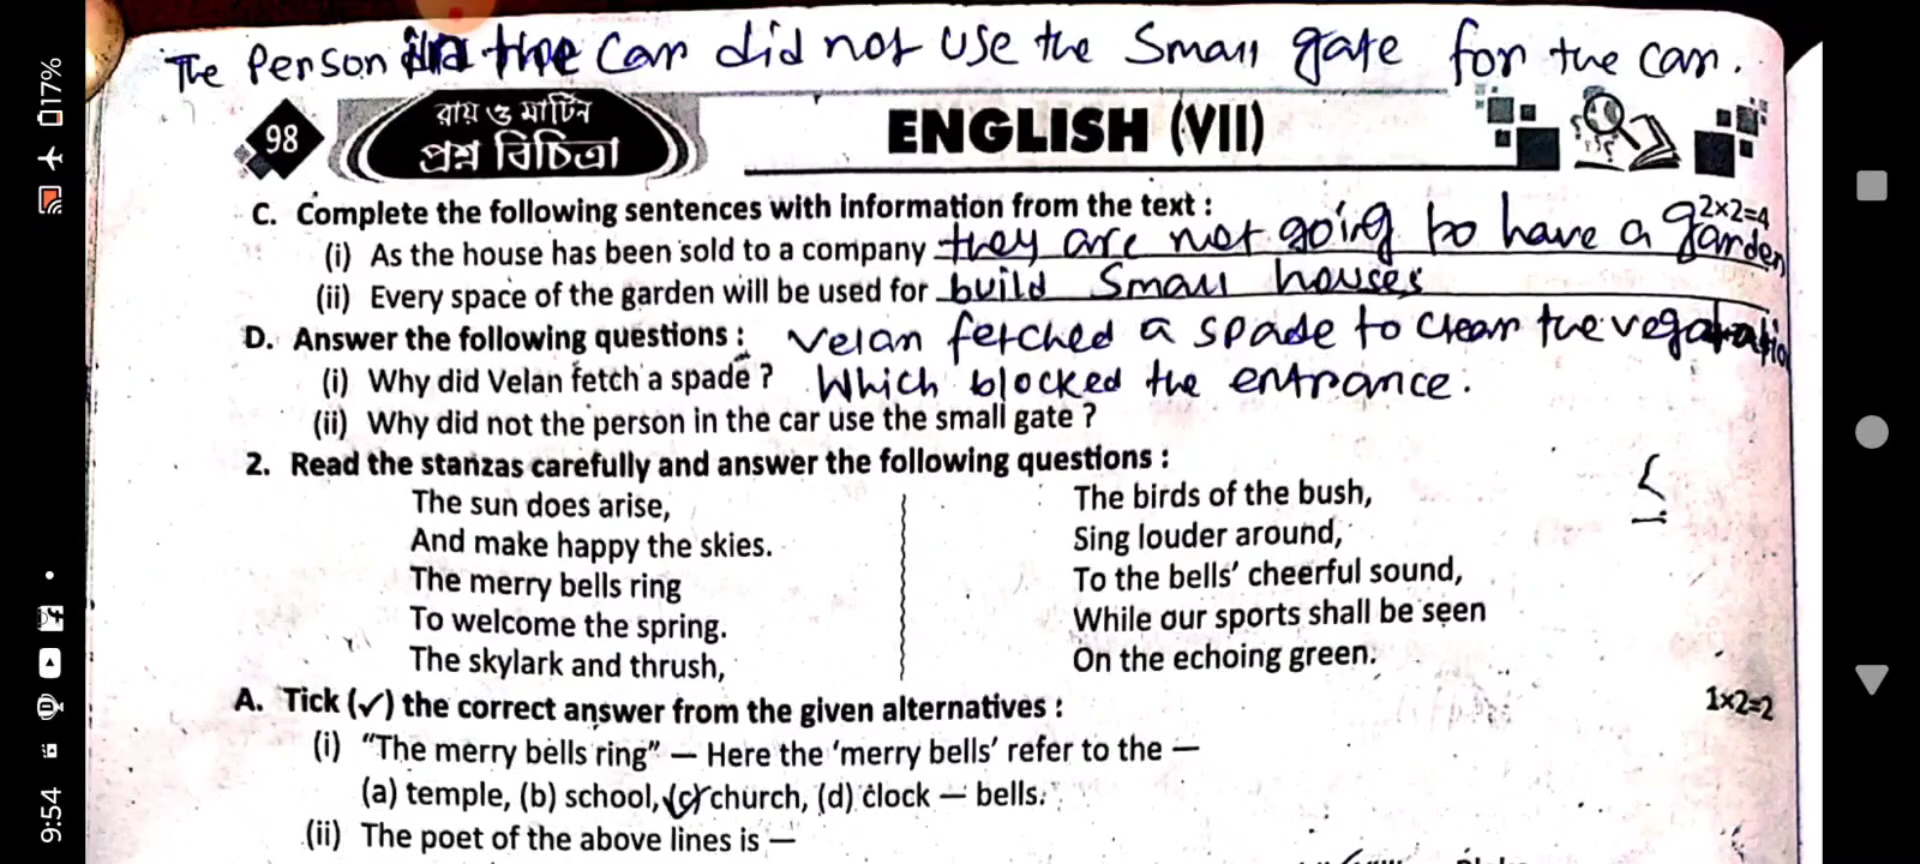 The Person in the Car did not use the Small gate for the car.
98
রায় ও মার্টিন
প্রশ্ন বিচিত্রা
ENGLISH (VII)
C. Complete the following sentences with information from the text :
2×2=4
(i) As the house has been sold to a company they are not going to have a garden
(ii) Every space of the garden will be used for build Small houses
D. Answer the following questions : Velan fetched a spade to clear the
(i) Why did Velan fetch a spade ? Which blocked the entrance.
(ii) Why did not the person in the car use the small gate ?
2. Read the stanzas carefully and answer the following questions :
The sun does arise,
And make happy the skies.
The merry bells ring
To welcome the spring.
The skylark and thrush,
The birds of the bush,
Sing louder around,
To the bells' cheerful sound,
While our sports shall be seen
On the echoing green.
A. Tick (✓) the correct answer from the given alternatives :
1×2=2
(i) “The merry bells ring” — Here the ‘merry bells’ refer to the —
(a) temple, (b) school, (c) church, (d) clock — bells.
(ii) The poet of the above lines is —
17%
9:54